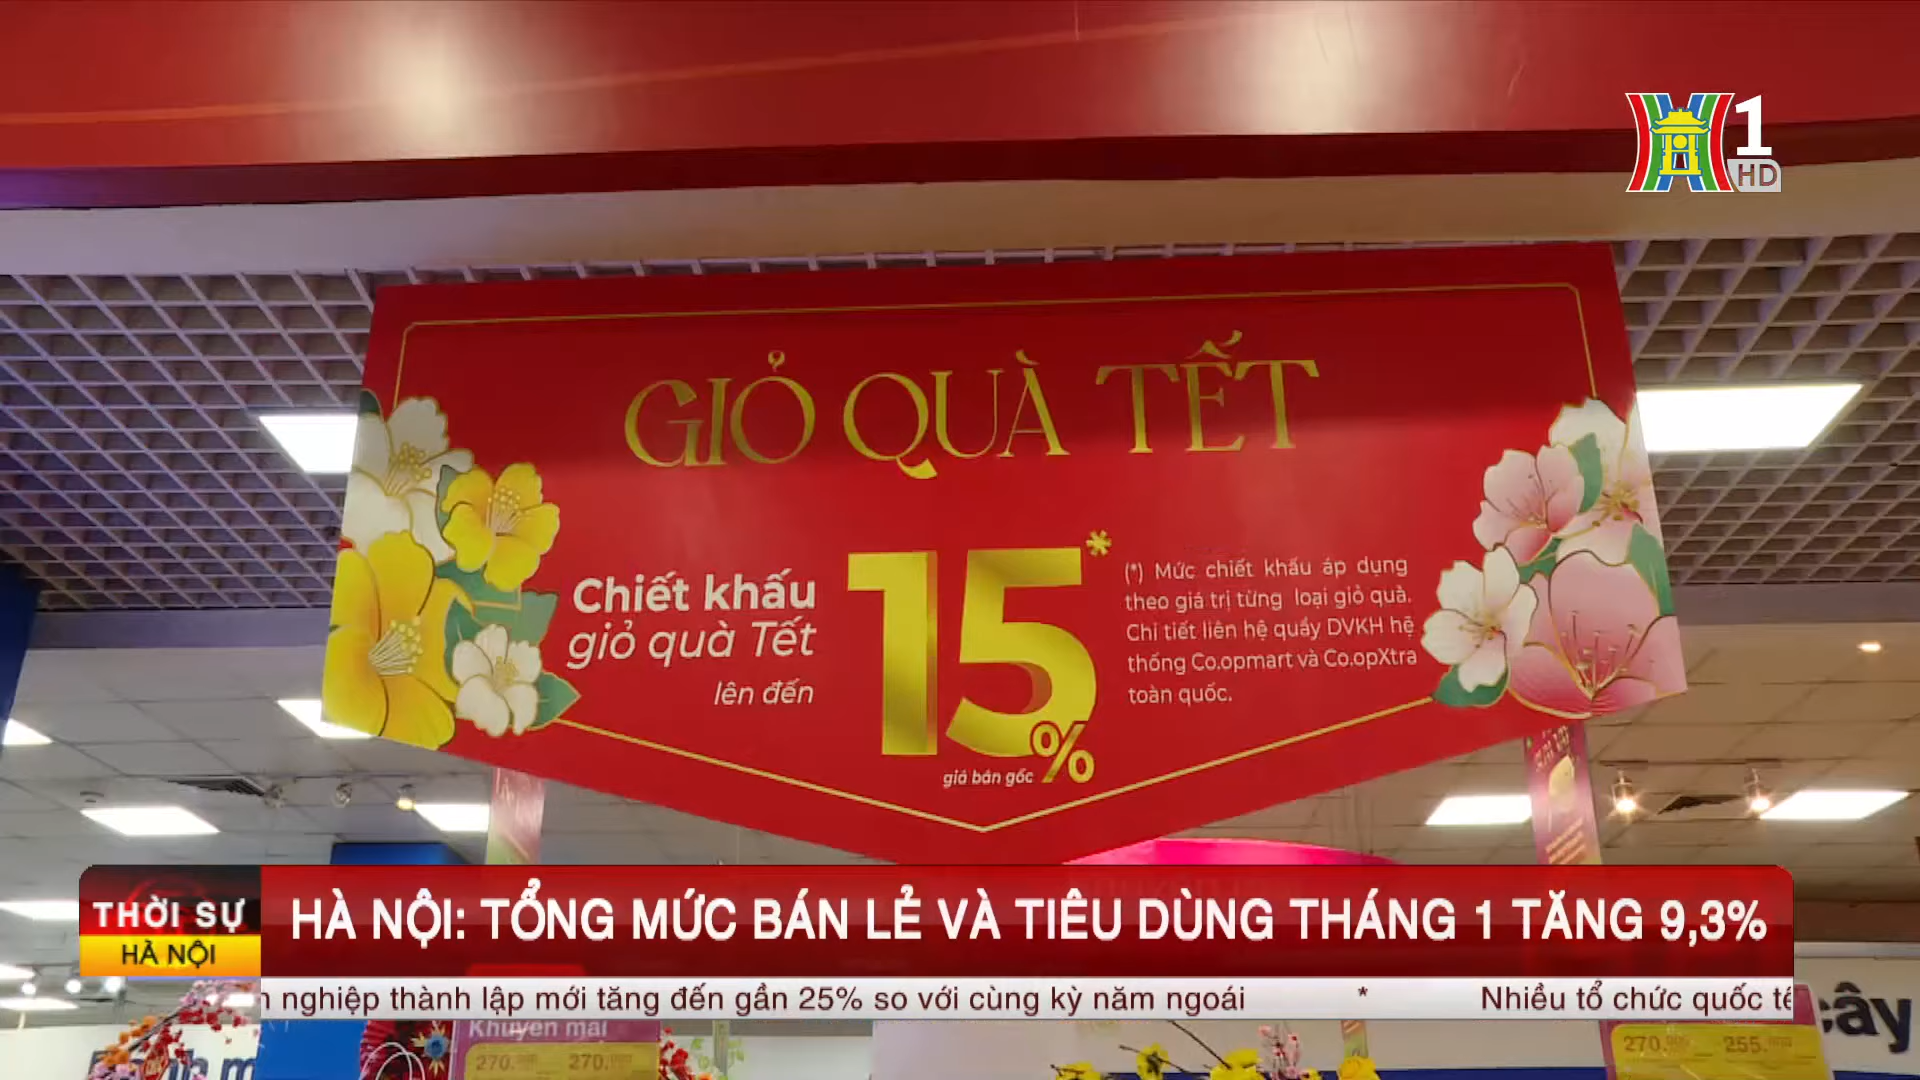 1
HD
GIỎ QUÀ TẾT
Chiết khấu
giỏ quà Tết
lên đến
15%*
giá bán gốc
(*) Mức chiết khấu áp dụng
theo giá trị từng loại giỏ quà.
Chi tiết liên hệ quầy DVKH hệ
thống Co.opmart và Co.opXtra
toàn quốc.
THỜI SỰ
HÀ NỘI
HÀ NỘI: TỔNG MỨC BÁN LẺ VÀ TIÊU DÙNG THÁNG 1 TĂNG 9,3%
nghiệp thành lập mới tăng đến gần 25% so với cùng kỳ năm ngoái * Nhiều tổ chức quốc tế
Khuyến mại
270. 270.
270. 255.
cây